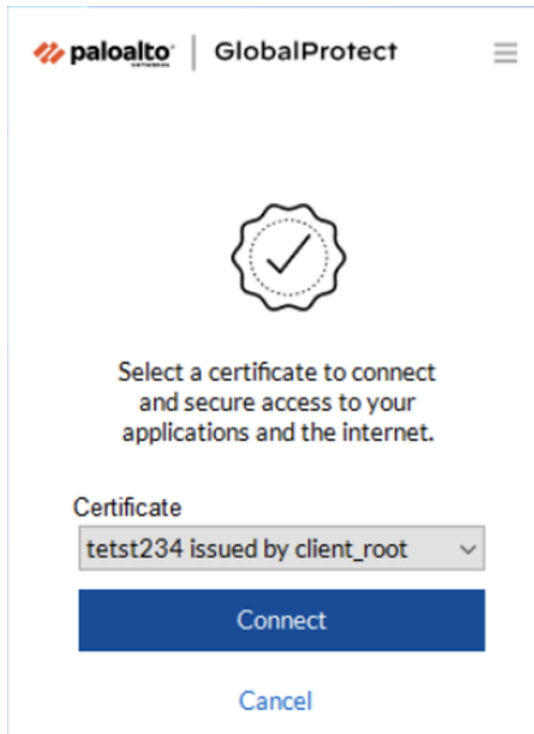 paloalto NETWORKS | GlobalProtect
Select a certificate to connect
and secure access to your
applications and the internet.
Certificate
tetst234 issued by client_root
Connect
Cancel